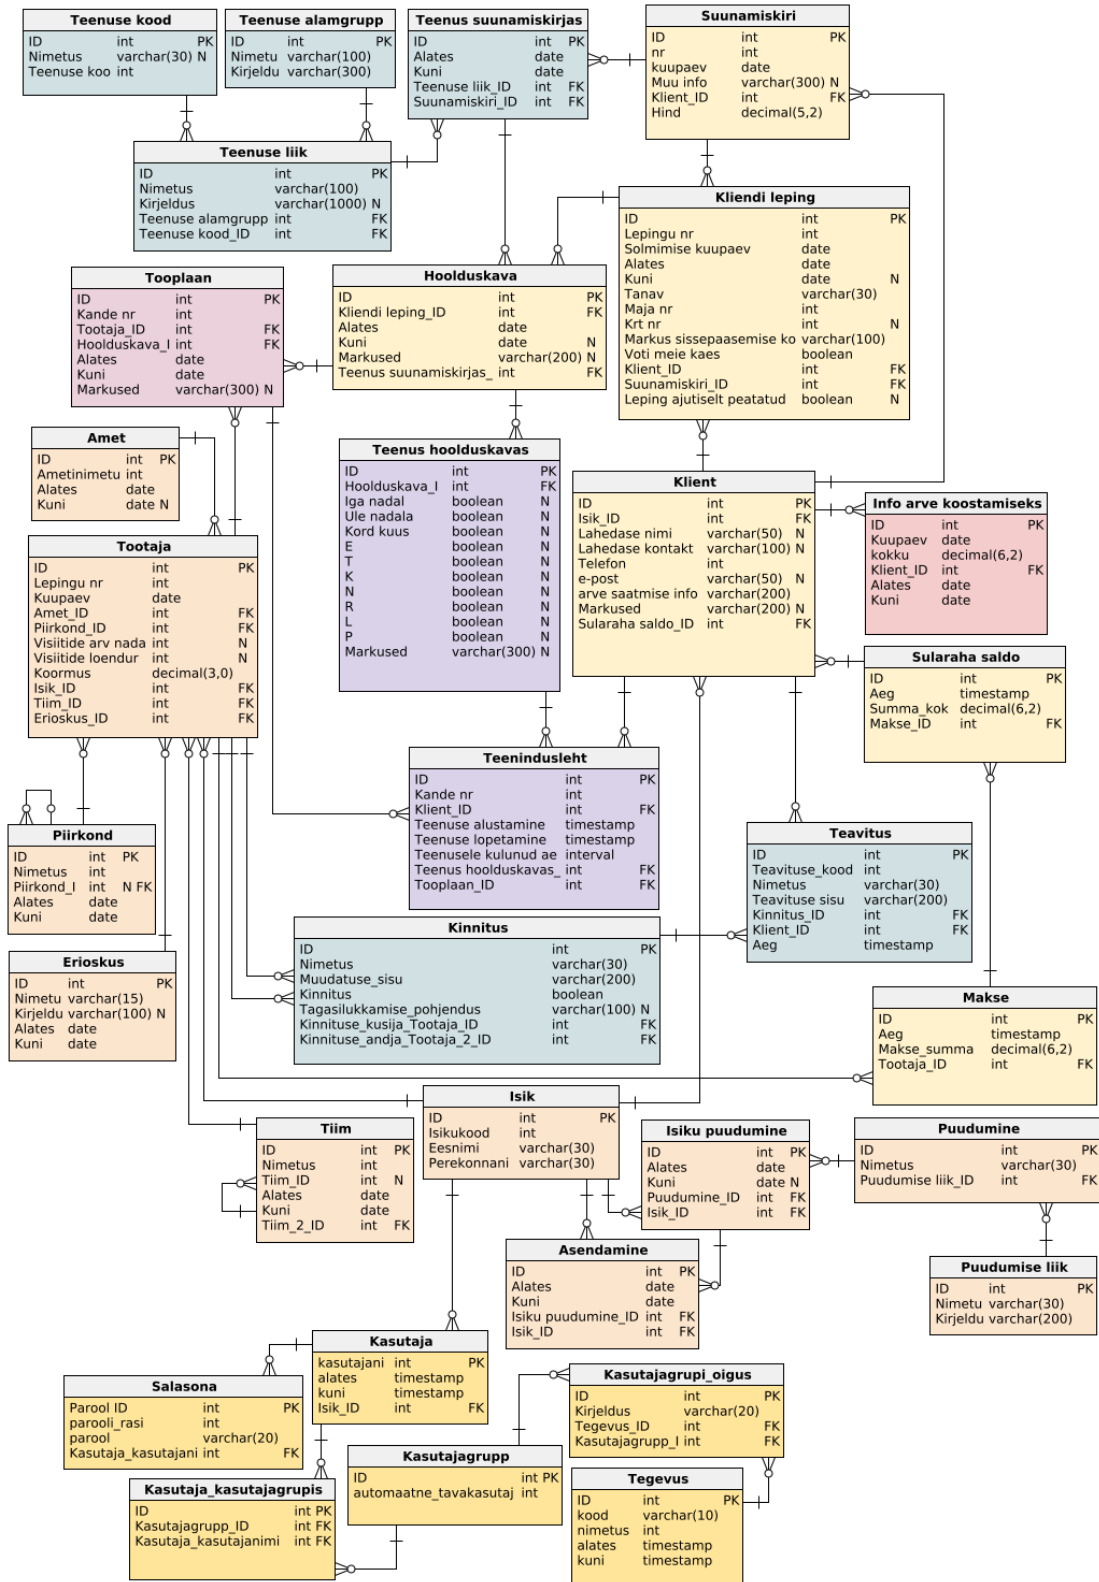 Teenuse kood
ID int PK
Nimetus varchar(30) N
Teenuse koo int
Teenuse alamgrupp
ID int PK
Nimetu varchar(100)
Kirjeldu varchar(300)
Teenus suunamiskirjas
ID int PK
Alates date
Kuni date
Teenuse liik_ID int FK
Suunamiskiri_ID int FK
Suunamiskiri
ID int PK
nr int
kuupaev date
Muu info varchar(300) N
Klient_ID int FK
Hind decimal(5,2)
Teenuse liik
ID int PK
Nimetus varchar(100)
Kirjeldus varchar(1000) N
Teenuse alamgrupp int FK
Teenuse kood_ID int FK
Kliendi leping
ID int PK
Lepingu nr int
Solmimise kuupaev date
Alates date
Kuni date N
Tanav varchar(30)
Maja nr int
Krt nr int N
Markus sissepaasemise ko varchar(100)
Voti meie kaes boolean
Klient_ID int FK
Suunamiskiri_ID int FK
Leping ajutiselt peatatud boolean N
Tooplaan
ID int PK
Kande nr int
Tootaja_ID int FK
Hoolduskava_I int FK
Alates date
Kuni date
Markused varchar(300) N
Hoolduskava
ID int PK
Kliendi leping_ID int FK
Alates date
Kuni date N
Markused varchar(200) N
Teenus suunamiskirjas_ int FK
Amet
ID int PK
Ametinimetu int
Alates date
Kuni date N
Teenus hoolduskavas
ID int PK
Hoolduskava_I int FK
Iga nadal boolean N
Ule nadala boolean N
Kord kuus boolean N
E boolean N
T boolean N
K boolean N
N boolean N
R boolean N
L boolean N
P boolean N
Markused varchar(300) N
Klient
ID int PK
Isik_ID int FK
Lahedase nimi varchar(50) N
Lahedase kontakt varchar(100) N
Telefon int
e-post varchar(50) N
arve saatmise info varchar(200)
Markused varchar(200) N
Sularaha saldo_ID int FK
Info arve koostamiseks
ID int PK
Kuupaev date
kokku decimal(6,2)
Klient_ID int FK
Alates date
Kuni date
Tootaja
ID int PK
Lepingu nr int
Kuupaev date
Amet_ID int FK
Piirkond_ID int FK
Visiitide arv nada int N
Visiitide loendur int N
Koormus decimal(3,0)
Isik_ID int FK
Tiim_ID int FK
Erioskus_ID int FK
Sularaha saldo
ID int PK
Aeg timestamp
Summa_kok decimal(6,2)
Makse_ID int FK
Teenindusleht
ID int PK
Kande nr int
Klient_ID int FK
Teenuse alustamine timestamp
Teenuse lopetamine timestamp
Teenusele kulunud ae interval
Teenus hoolduskavas_ int FK
Tooplaan_ID int FK
Piirkond
ID int PK
Nimetus int
Piirkond_I int N FK
Alates date
Kuni date
Teavitus
ID int PK
Teavituse_kood int
Nimetus varchar(30)
Teavituse sisu varchar(200)
Kinnitus_ID int FK
Klient_ID int FK
Aeg timestamp
Kinnitus
ID int PK
Nimetus varchar(30)
Muudatuse_sisu varchar(200)
Kinnitus boolean
Tagasilukkamise_pohjendus varchar(100) N
Kinnituse_kusija_Tootaja_ID int FK
Kinnituse_andja_Tootaja_2_ID int FK
Erioskus
ID int PK
Nimetu varchar(15)
Kirjeldu varchar(100) N
Alates date
Kuni date
Makse
ID int PK
Aeg timestamp
Makse_summa decimal(6,2)
Tootaja_ID int FK
Isik
ID int PK
Isikukood int
Eesnimi varchar(30)
Perekonnani varchar(30)
Tiim
ID int PK
Nimetus int
Tiim_ID int N
Alates date
Kuni date
Tiim_2_ID int FK
Isiku puudumine
ID int PK
Alates date
Kuni date N
Puudumine_ID int FK
Isik_ID int FK
Puudumine
ID int PK
Nimetus varchar(30)
Puudumise liik_ID int FK
Asendamine
ID int PK
Alates date
Kuni date
Isiku puudumine_ID int FK
Isik_ID int FK
Puudumise liik
ID int PK
Nimetu varchar(30)
Kirjeldu varchar(200)
Kasutaja
kasutajani int PK
alates timestamp
kuni timestamp
Isik_ID int FK
Salasona
Parool ID int PK
parooli_rasi int
parool varchar(20)
Kasutaja_kasutajani int FK
Kasutajagrupi_oigus
ID int PK
Kirjeldus varchar(20)
Tegevus_ID int FK
Kasutajagrupp_I int FK
Kasutajagrupp
ID int PK
automaatne_tavakasutaj int
Kasutaja_kasutajagrupis
ID int PK
Kasutajagrupp_ID int FK
Kasutaja_kasutajanimi int FK
Tegevus
ID int PK
kood varchar(10)
nimetus int
alates timestamp
kuni timestamp